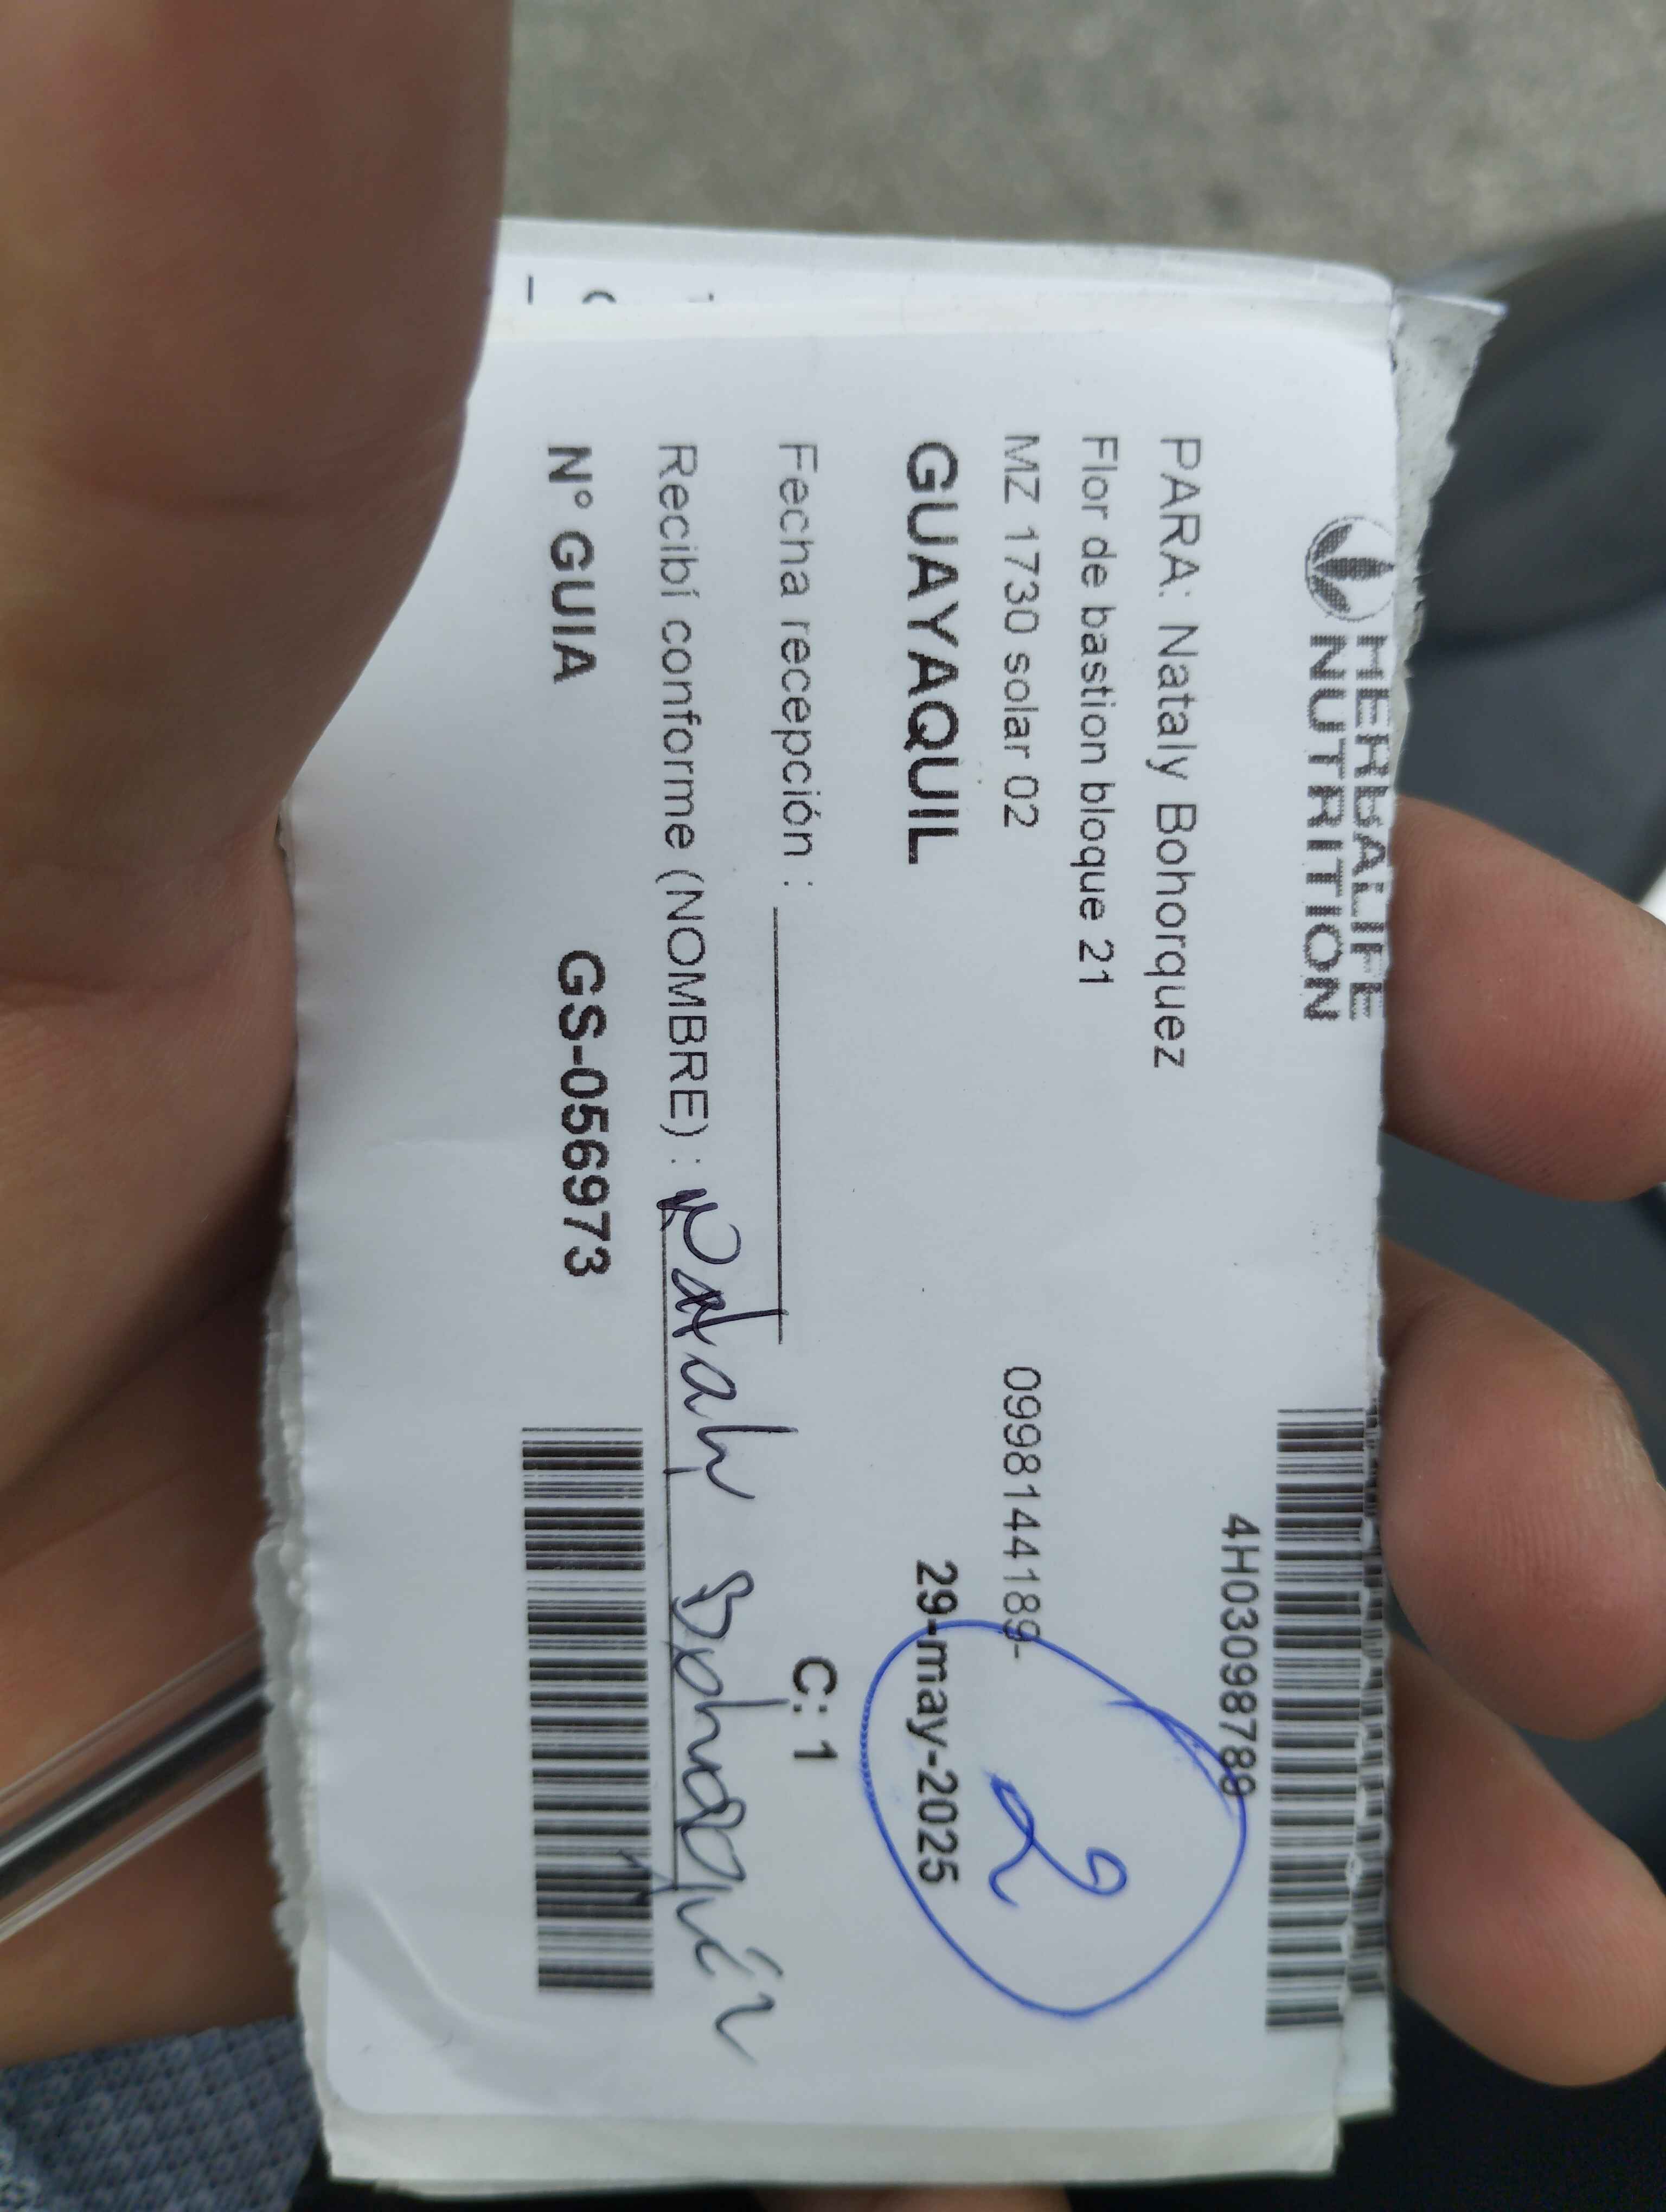 HERBALIFE
NUTRITION
4H03098789
PARA: Nataly Bohorquez
Flor de bastion bloque 21
MZ 1730 solar 02 0998144189-
2
GUAYAQUIL 29-may-2025
Fecha recepción :
C: 1
Recibí conforme (NOMBRE) :
N° GUIA GS-056973